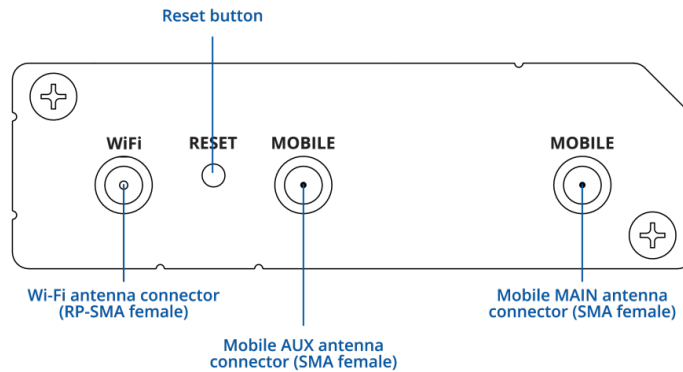 Reset button
WiFi
RESET
MOBILE
MOBILE
Wi-Fi antenna connector
(RP-SMA female)
Mobile MAIN antenna
connector (SMA female)
Mobile AUX antenna
connector (SMA female)